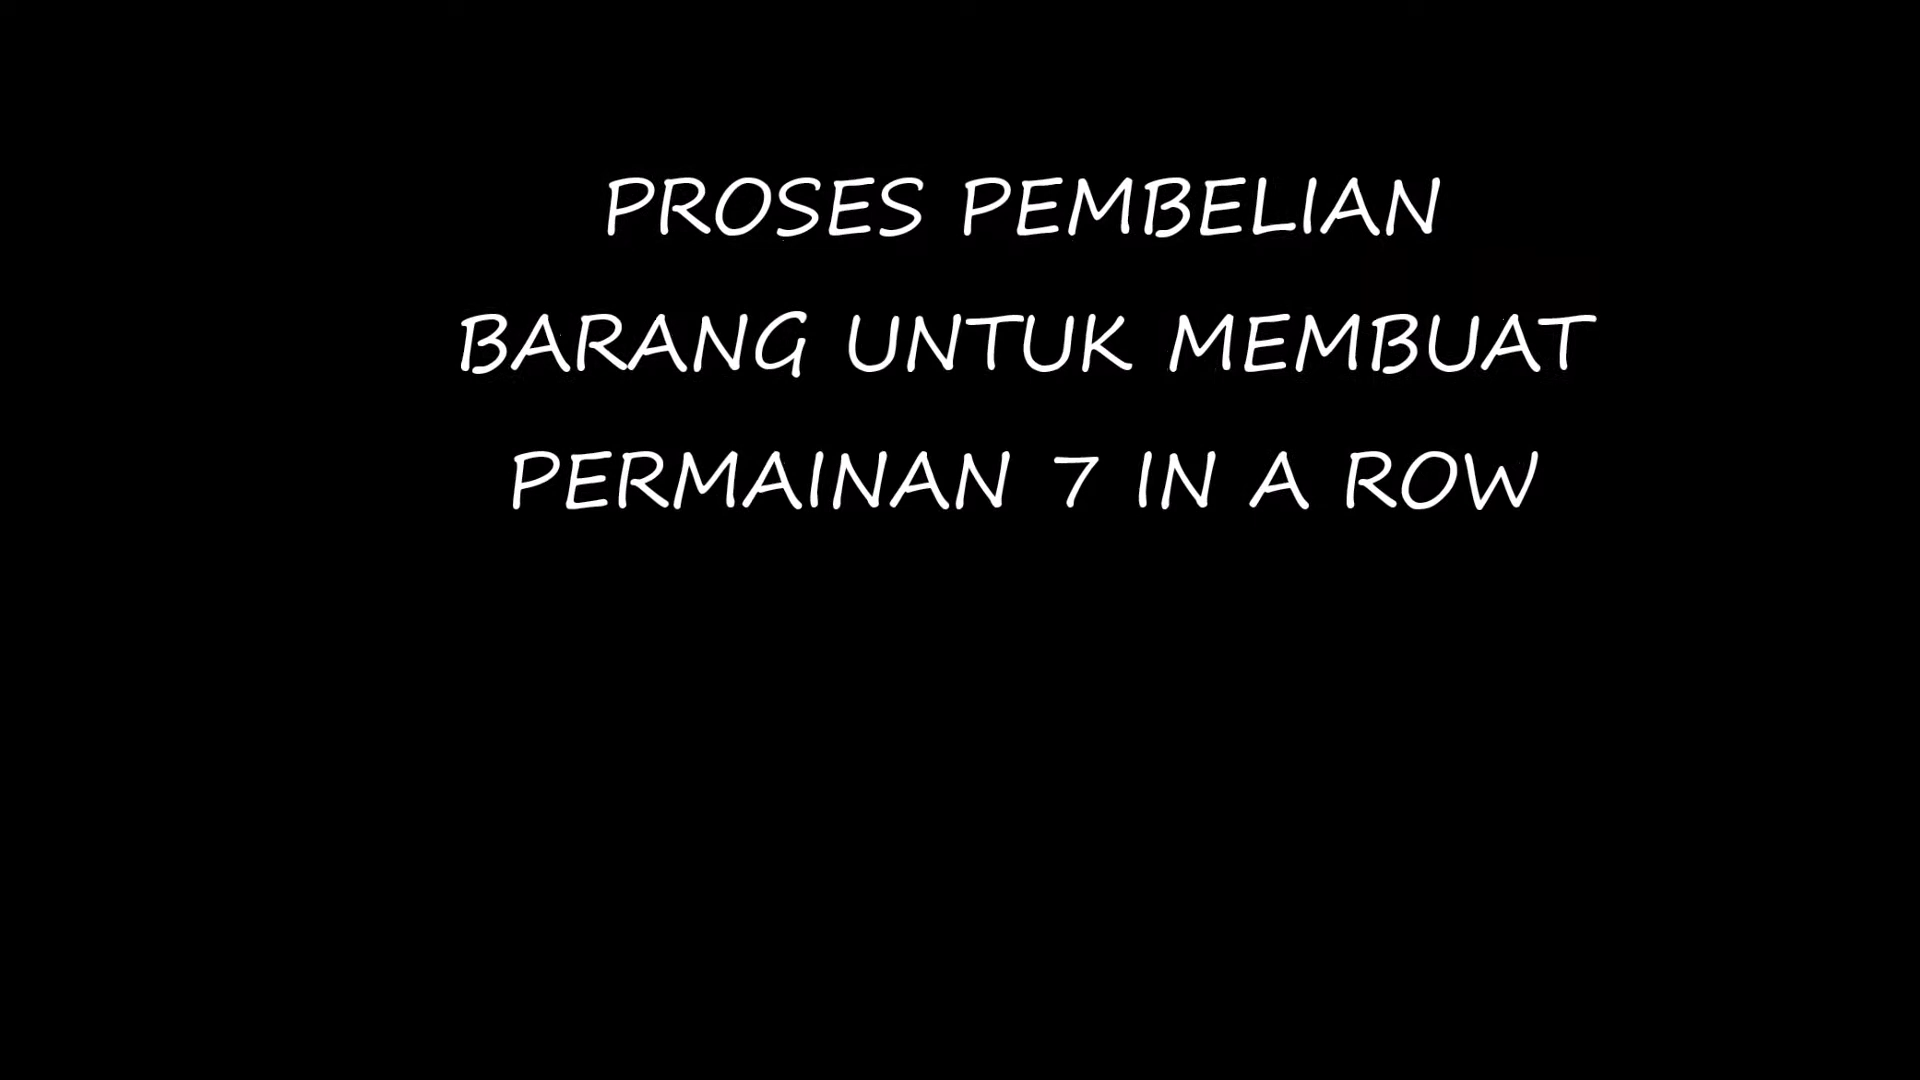 PROSES PEMBELIAN
BARANG UNTUK MEMBUAT
PERMAINAN 7 IN A ROW